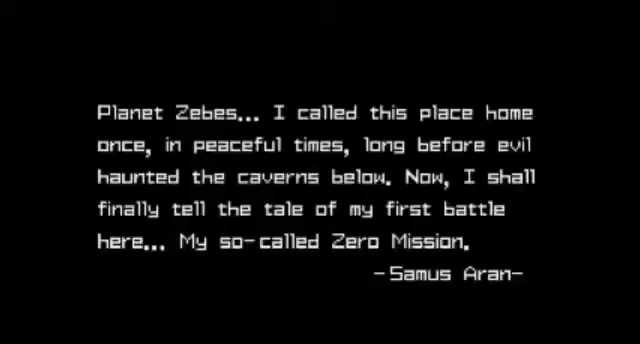 Planet Zebes... I called this place home
once, in peaceful times, long before evil
haunted the caverns below. Now, I shall
finally tell the tale of my first battle
here... My so-called Zero Mission.
-Samus Aran-